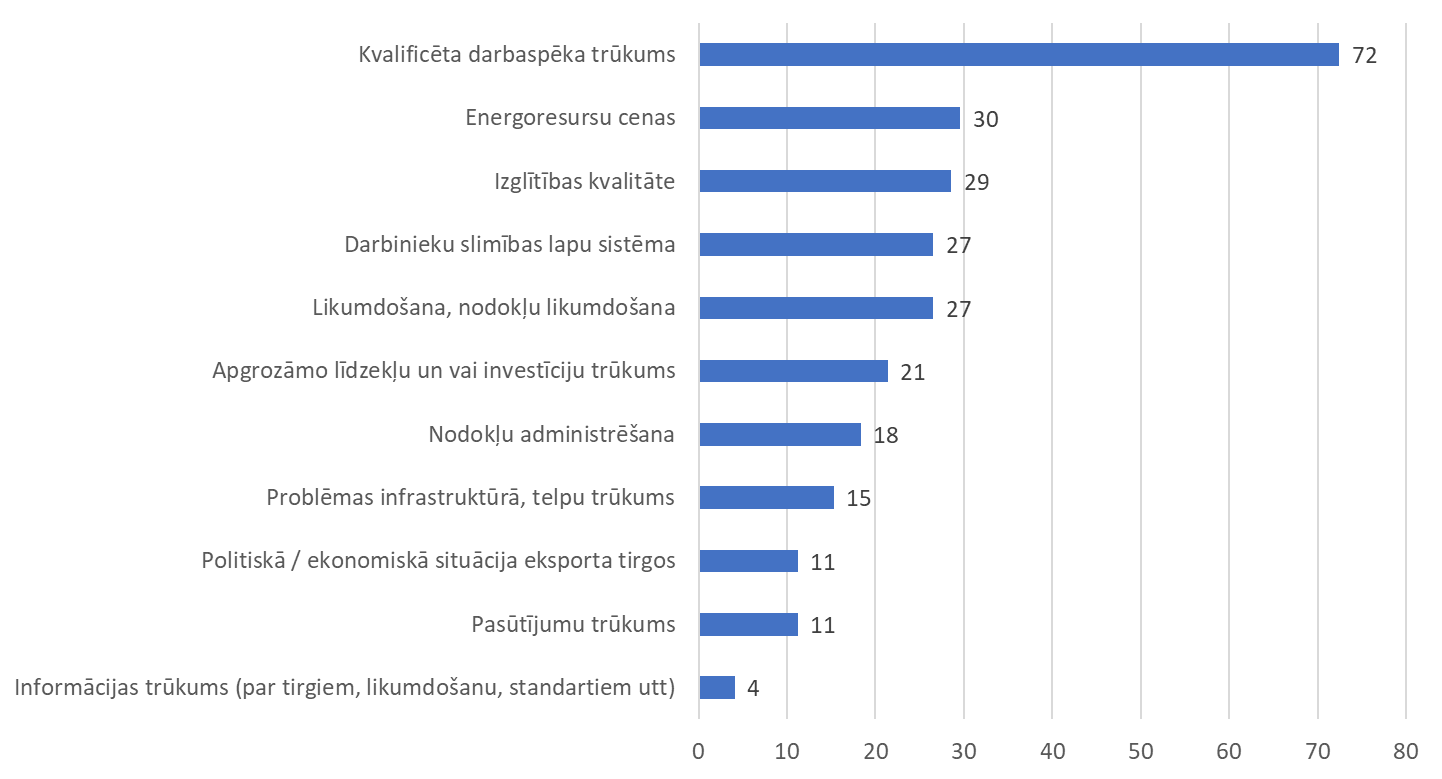 Kvalificēta darbaspēka trūkums 72
Energoresursu cenas 30
Izglītības kvalitāte 29
Darbinieku slimības lapu sistēma 27
Likumdošana, nodokļu likumdošana 27
Apgrozāmo līdzekļu un vai investīciju trūkums 21
Nodokļu administrēšana 18
Problēmas infrastruktūrā, telpu trūkums 15
Politiskā / ekonomiskā situācija eksporta tirgos 11
Pasūtījumu trūkums 11
Informācijas trūkums (par tirgiem, likumdošanu, standartiem utt) 4
0 10 20 30 40 50 60 70 80